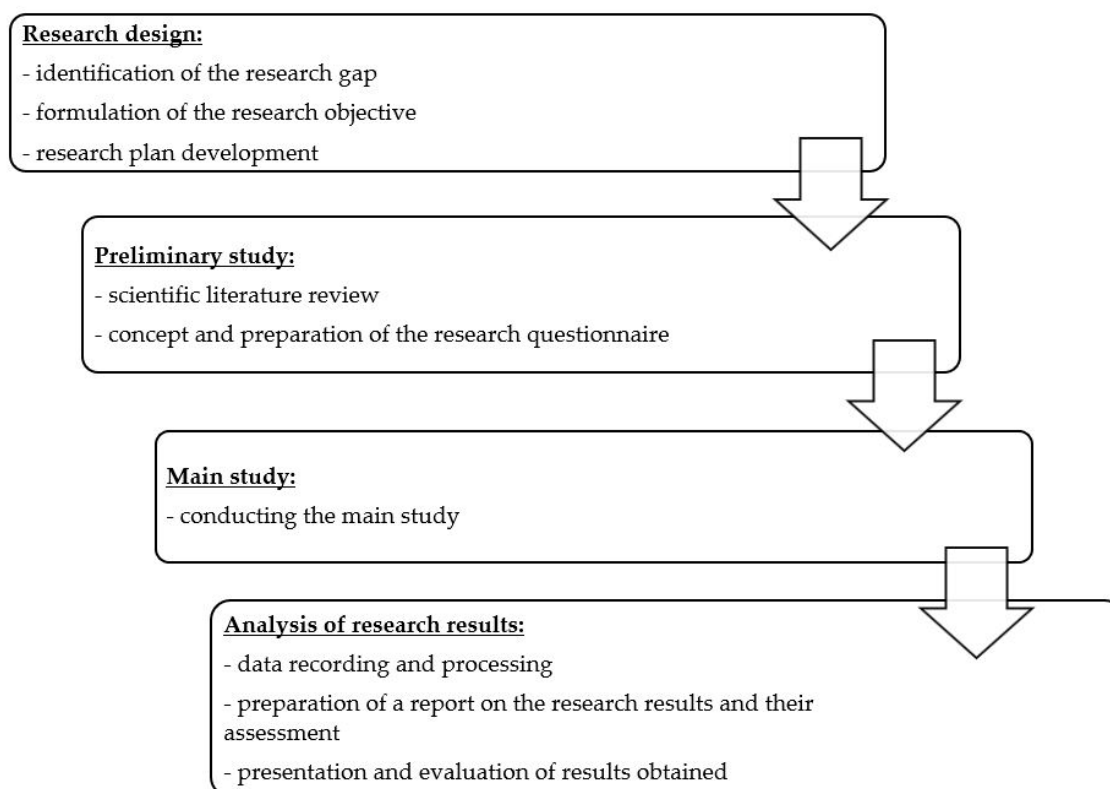 Research design:
- identification of the research gap
- formulation of the research objective
- research plan development
Preliminary study:
- scientific literature review
- concept and preparation of the research questionnaire
Main study:
- conducting the main study
Analysis of research results:
- data recording and processing
- preparation of a report on the research results and their
assessment
- presentation and evaluation of results obtained